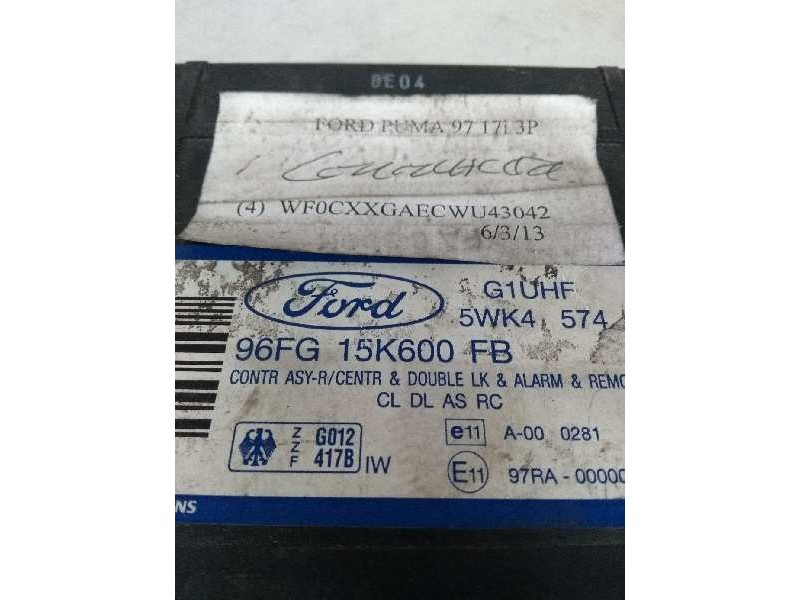 8E04
FORD PUMA 97 17I 3P
(4) WF0CXXGAECWU43042
6/3/13
Ford
G1UHF
5WK4 574
96FG 15K600 FB
CONTR ASY-R/CENTR & DOUBLE LK & ALARM & REMO
CL DL AS RC
ZZF G012 417B IW
e11 A-00 0281
E11 97RA-00000
NS